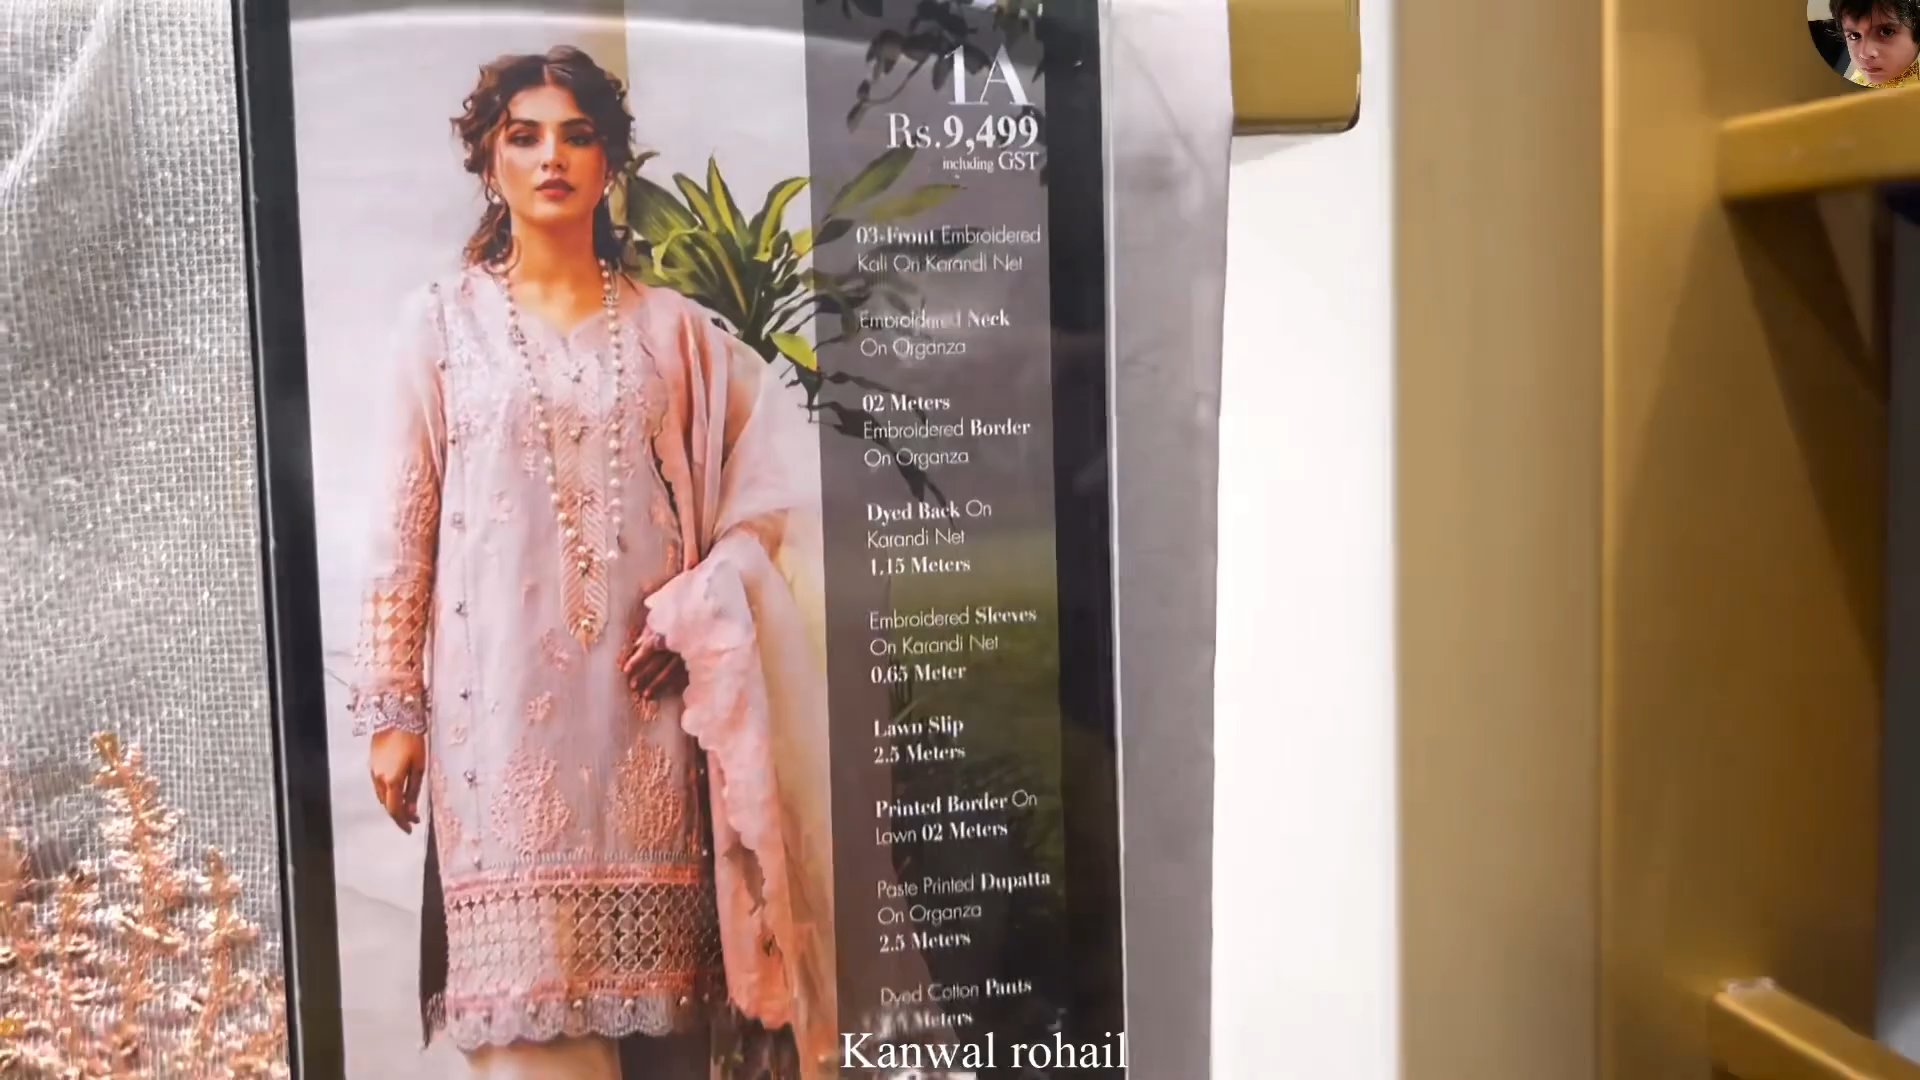 1A
Rs.9,499
including GST
03-Front Embroidered
Kali On Karandi Net
Embroidered Neck
On Organza
02 Meters
Embroidered Border
On Organza
Dyed Back On
Karandi Net
1.15 Meters
Embroidered Sleeves
On Karandi Net
0.65 Meter
Lawn Slip
2.5 Meters
Printed Border On
Lawn 02 Meters
Paste Printed Dupatta
On Organza
2.5 Meters
Dyed Cotton Pants
Meters
Kanwal rohail